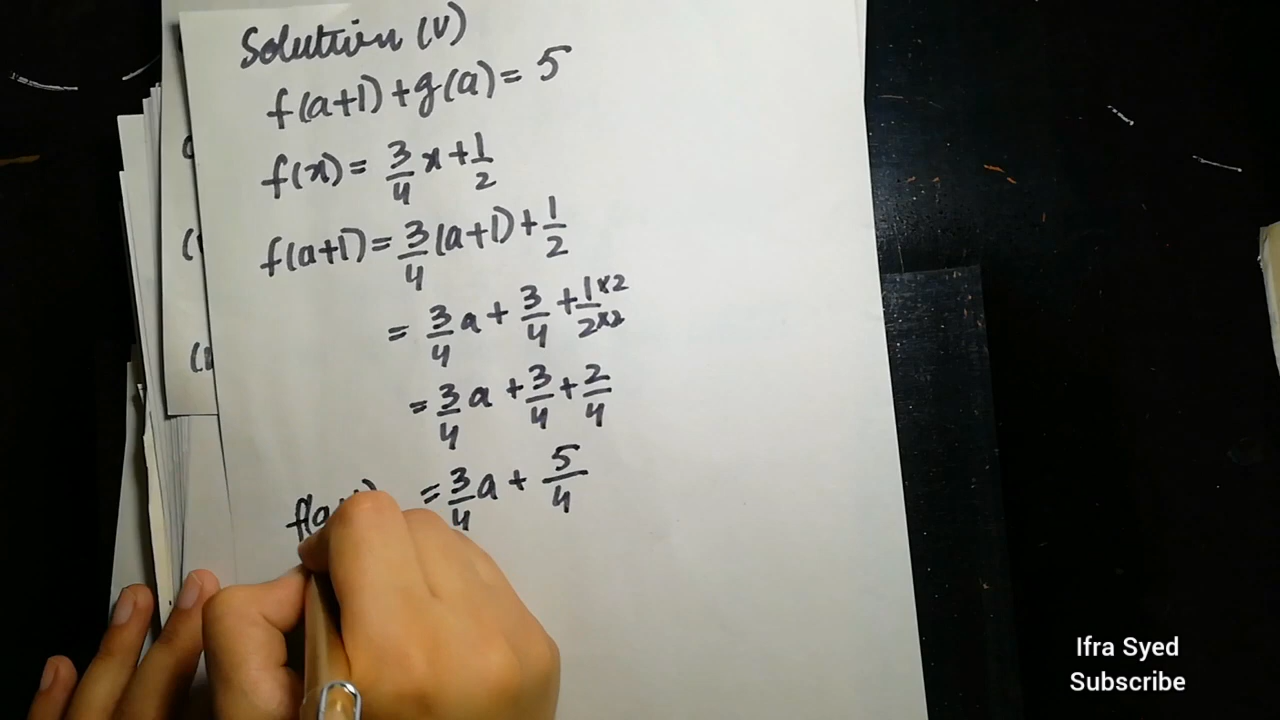 Solution (V)
f(a+1) + g(a) = 5
f(x) = 3/4 x + 1/2
f(a+1) = 3/4 (a+1) + 1/2
= 3/4 a + 3/4 + 1×2/2×2
= 3/4 a + 3/4 + 2/4
= 3/4 a + 5/4
Ifra Syed
Subscribe